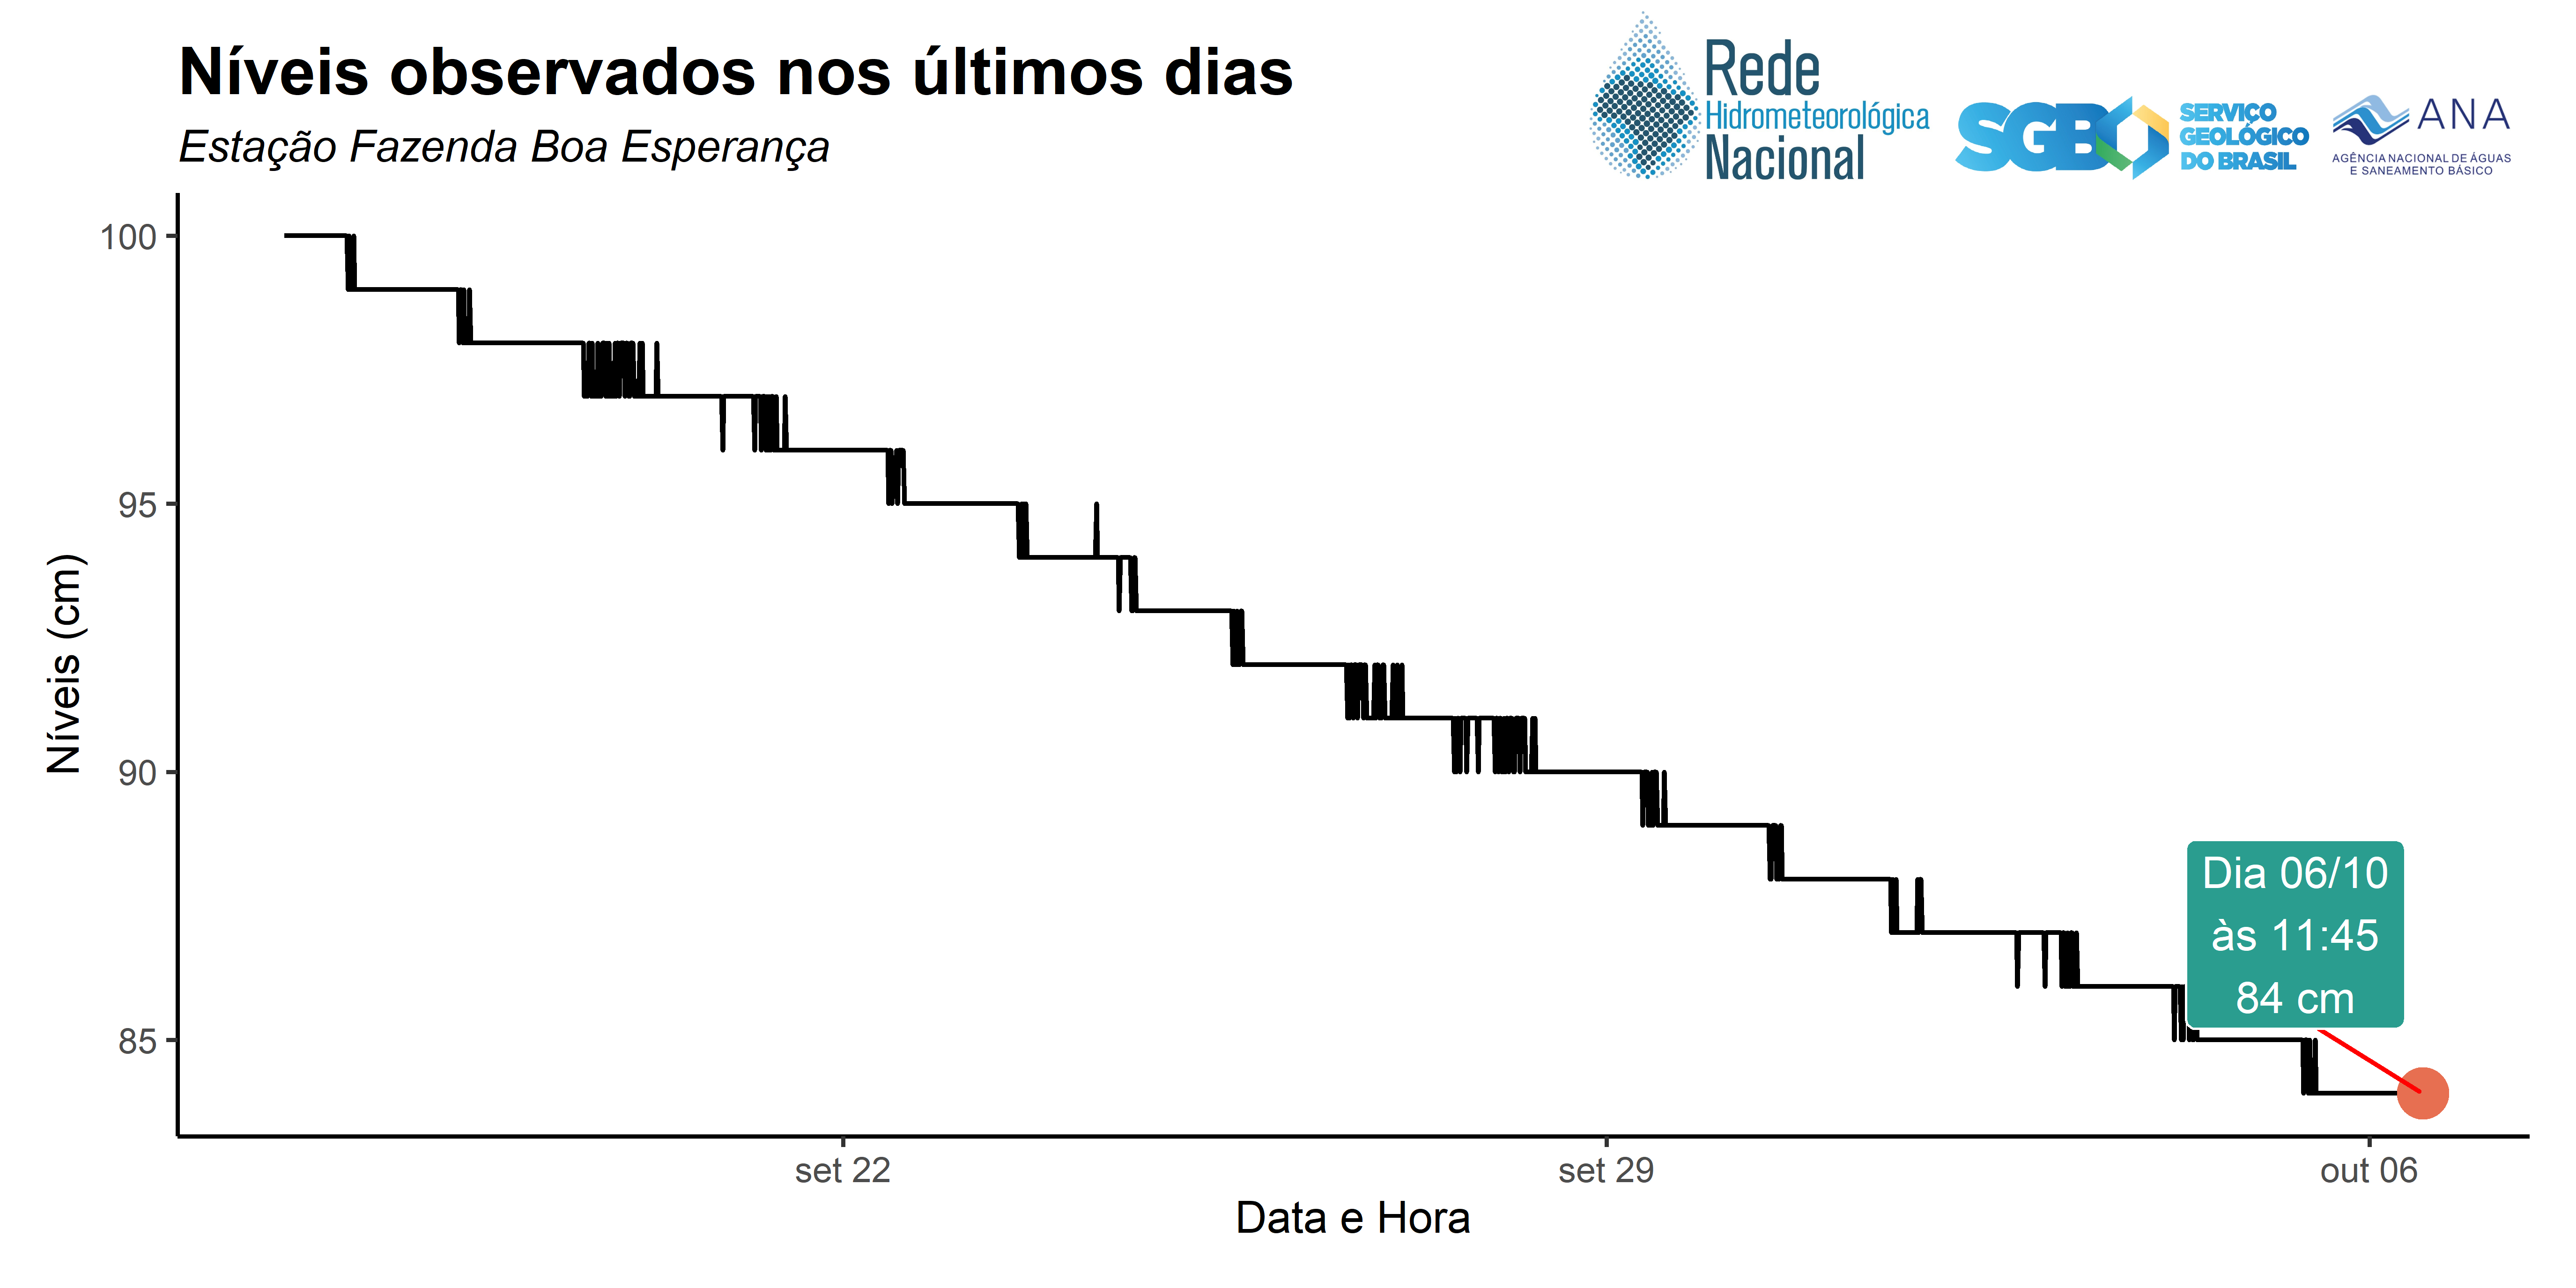 Níveis observados nos últimos dias
Estação Fazenda Boa Esperança
Rede
Hidrometeorológica
Nacional
SGB
SERVIÇO
GEOLÓGICO
DO BRASIL
ANA
AGÊNCIA NACIONAL DE ÁGUAS
E SANEAMENTO BÁSICO
Níveis (cm)
100
95
90
85
Dia 06/10
às 11:45
84 cm
set 22
set 29
out 06
Data e Hora